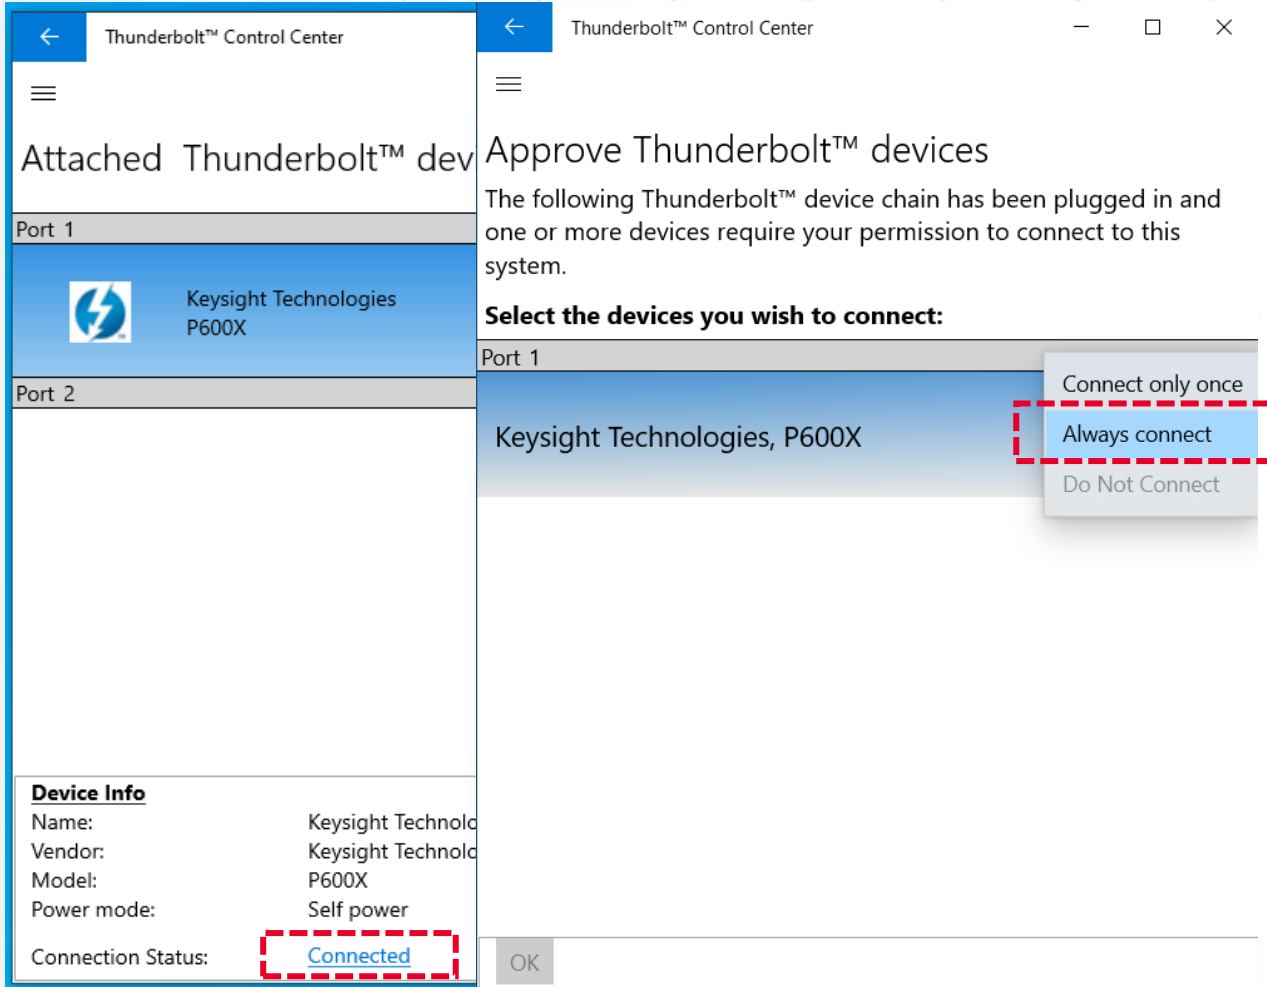 Thunderbolt™ Control Center
Attached Thunderbolt™ dev
Port 1
Keysight Technologies
P600X
Port 2
Device Info
Name: Keysight Technolo
Vendor: Keysight Technolo
Model: P600X
Power mode: Self power
Connection Status: Connected
Thunderbolt™ Control Center
Approve Thunderbolt™ devices
The following Thunderbolt™ device chain has been plugged in and
one or more devices require your permission to connect to this
system.
Select the devices you wish to connect:
Port 1
Keysight Technologies, P600X
Connect only once
Always connect
Do Not Connect
OK